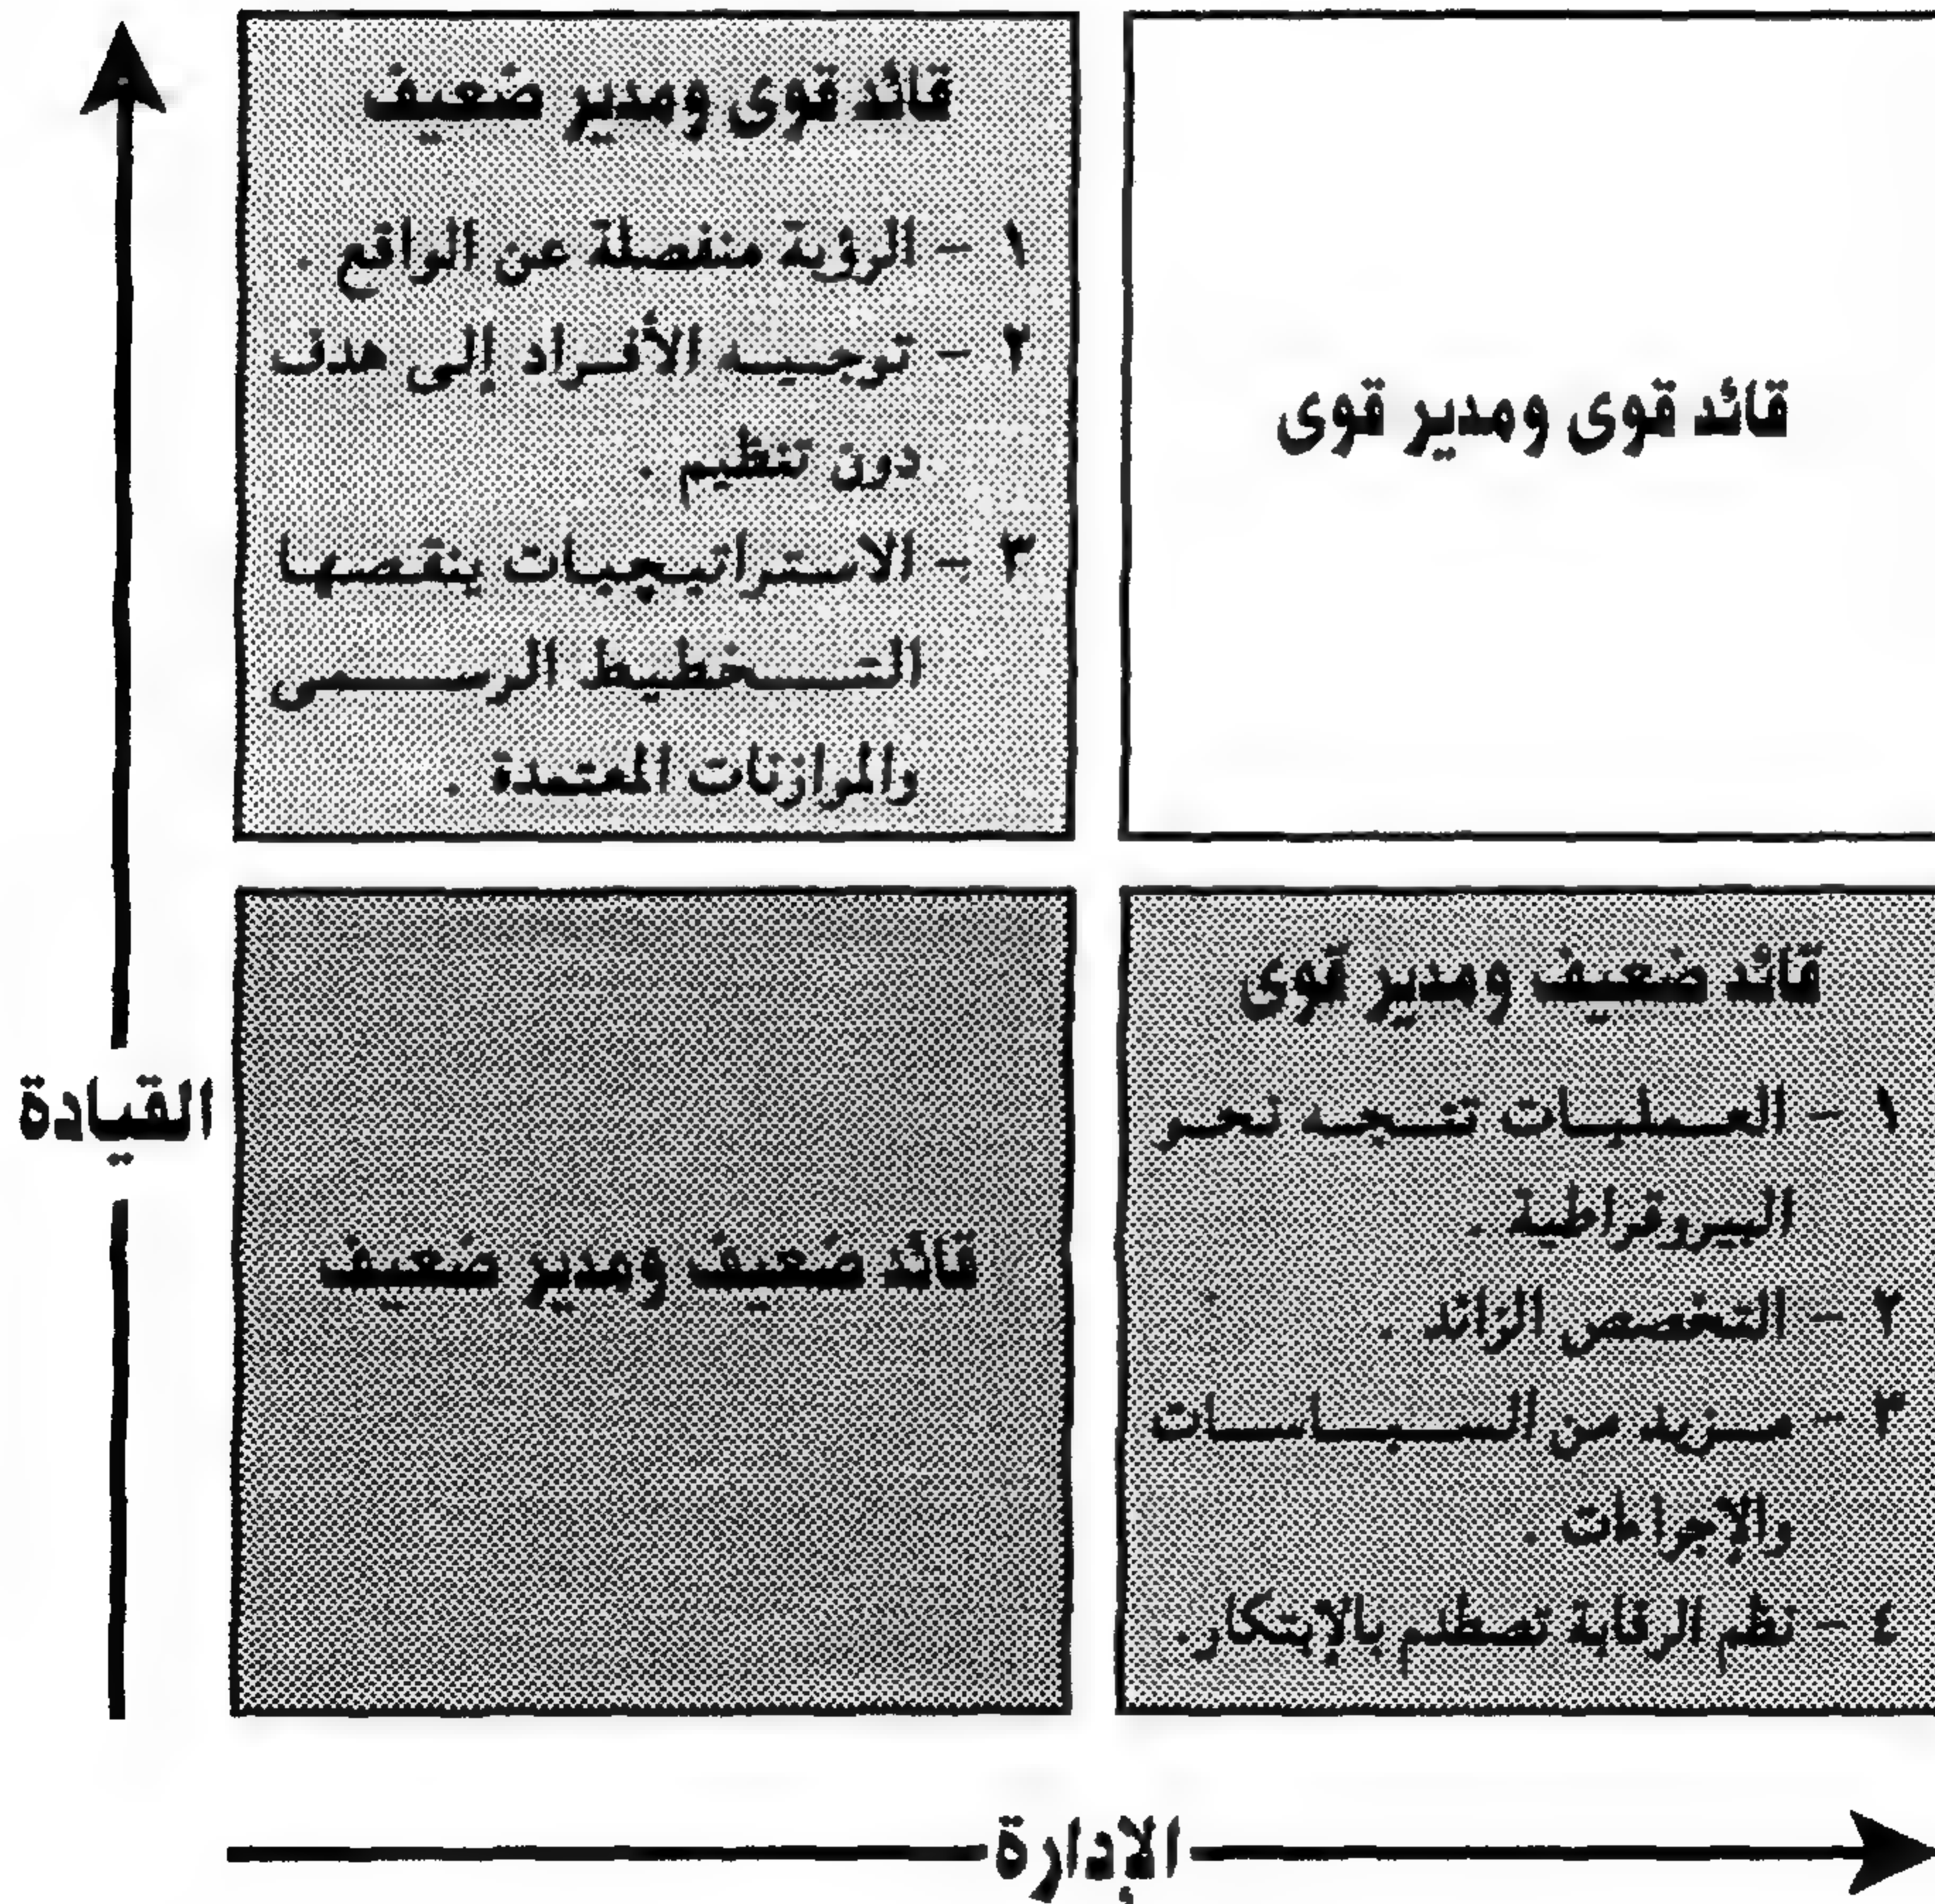 قائد قوى ومدير قوى
قائد قوى ومدير ضعيف
١ - الرؤية منفصلة عن الواقع .
٢ - توجيه الأفراد إلى هدف
دون تنظيم .
٣ - الاستراتيجيات ينقصها
التخطيط الرسمى
والموازنات المعتمدة .
قائد ضعيف ومدير قوى
١ - العمليات تتجه نحو
البيروقراطية .
٢ - التخصص الزائد .
٣ - مزيد من السياسات
والإجراءات .
٤ - نظم الرقابة تصطدم بالإبتكار.
قائد ضعيف ومدير ضعيف
القيادة
الإدارة